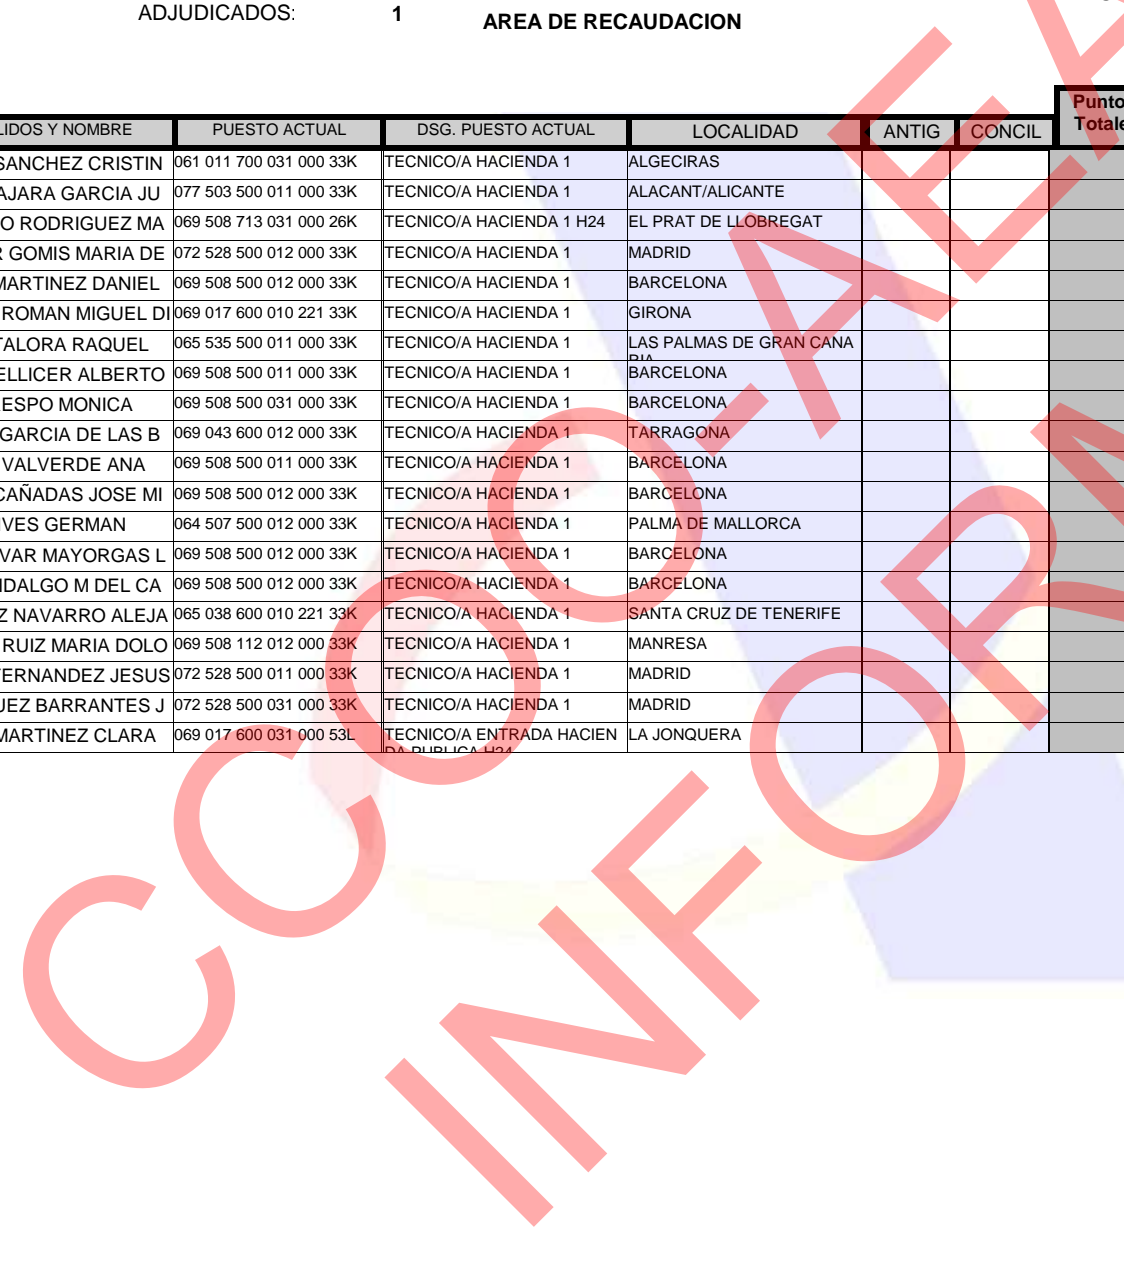 ADJUDICADOS: 1 AREA DE RECAUDACION
Punto
Totale
LIDOS Y NOMBRE PUESTO ACTUAL DSG. PUESTO ACTUAL LOCALIDAD ANTIG CONCIL
SANCHEZ CRISTIN 061 011 700 031 000 33K TECNICO/A HACIENDA 1 ALGECIRAS
AJARA GARCIA JU 077 503 500 011 000 33K TECNICO/A HACIENDA 1 ALACANT/ALICANTE
O RODRIGUEZ MA 069 508 713 031 000 26K TECNICO/A HACIENDA 1 H24 EL PRAT DE LLOBREGAT
R GOMIS MARIA DE 072 528 500 012 000 33K TECNICO/A HACIENDA 1 MADRID
MARTINEZ DANIEL 069 508 500 012 000 33K TECNICO/A HACIENDA 1 BARCELONA
ROMAN MIGUEL DI 069 017 600 010 221 33K TECNICO/A HACIENDA 1 GIRONA
TALORA RAQUEL 065 535 500 011 000 33K TECNICO/A HACIENDA 1 LAS PALMAS DE GRAN CANA
RIA
ELLICER ALBERTO 069 508 500 011 000 33K TECNICO/A HACIENDA 1 BARCELONA
ESPO MONICA 069 508 500 031 000 33K TECNICO/A HACIENDA 1 BARCELONA
GARCIA DE LAS B 069 043 600 012 000 33K TECNICO/A HACIENDA 1 TARRAGONA
VALVERDE ANA 069 508 500 011 000 33K TECNICO/A HACIENDA 1 BARCELONA
CAÑADAS JOSE MI 069 508 500 012 000 33K TECNICO/A HACIENDA 1 BARCELONA
VES GERMAN 064 507 500 012 000 33K TECNICO/A HACIENDA 1 PALMA DE MALLORCA
VAR MAYORGAS L 069 508 500 012 000 33K TECNICO/A HACIENDA 1 BARCELONA
IDALGO M DEL CA 069 508 500 012 000 33K TECNICO/A HACIENDA 1 BARCELONA
Z NAVARRO ALEJA 065 038 600 010 221 33K TECNICO/A HACIENDA 1 SANTA CRUZ DE TENERIFE
RUIZ MARIA DOLO 069 508 112 012 000 33K TECNICO/A HACIENDA 1 MANRESA
FERNANDEZ JESUS 072 528 500 011 000 33K TECNICO/A HACIENDA 1 MADRID
UEZ BARRANTES J 072 528 500 031 000 33K TECNICO/A HACIENDA 1 MADRID
MARTINEZ CLARA 069 017 600 031 000 53L TECNICO/A ENTRADA HACIEN LA JONQUERA
DA PUBLICA H24
CCOO-AEA
INFORM